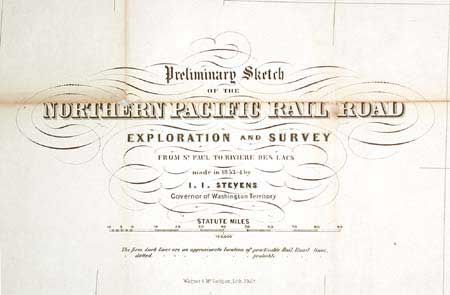 Preliminary Sketch
OF THE
NORTHERN PACIFIC RAIL ROAD
EXPLORATION AND SURVEY
FROM St. PAUL TO RIVIERE DES LACS
made in 1853-4 by
I. I. STEVENS
Governor of Washington Territory
STATUTE MILES
The firm dark lines are an approximate location of practicable Rail Road lines,
dotted " " " " " probable